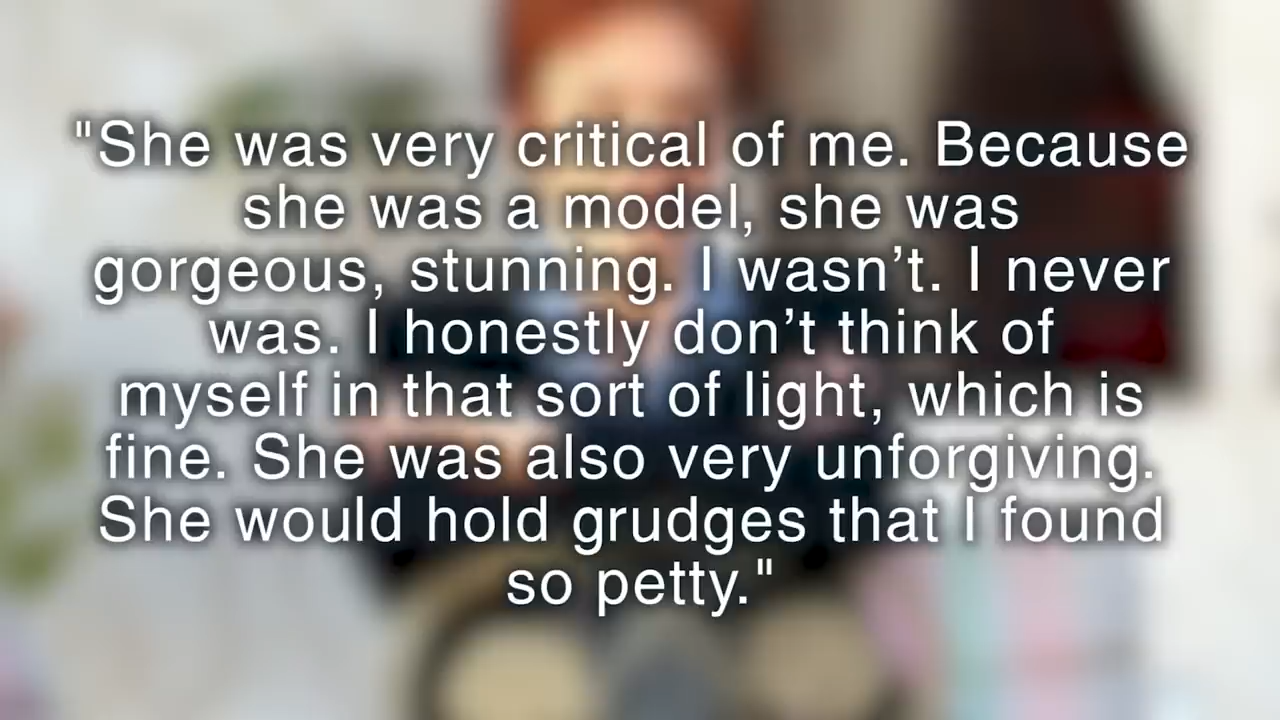 "She was very critical of me. Because
she was a model, she was
gorgeous, stunning. I wasn’t. I never
was. I honestly don’t think of
myself in that sort of light, which is
fine. She was also very unforgiving.
She would hold grudges that I found
so petty."